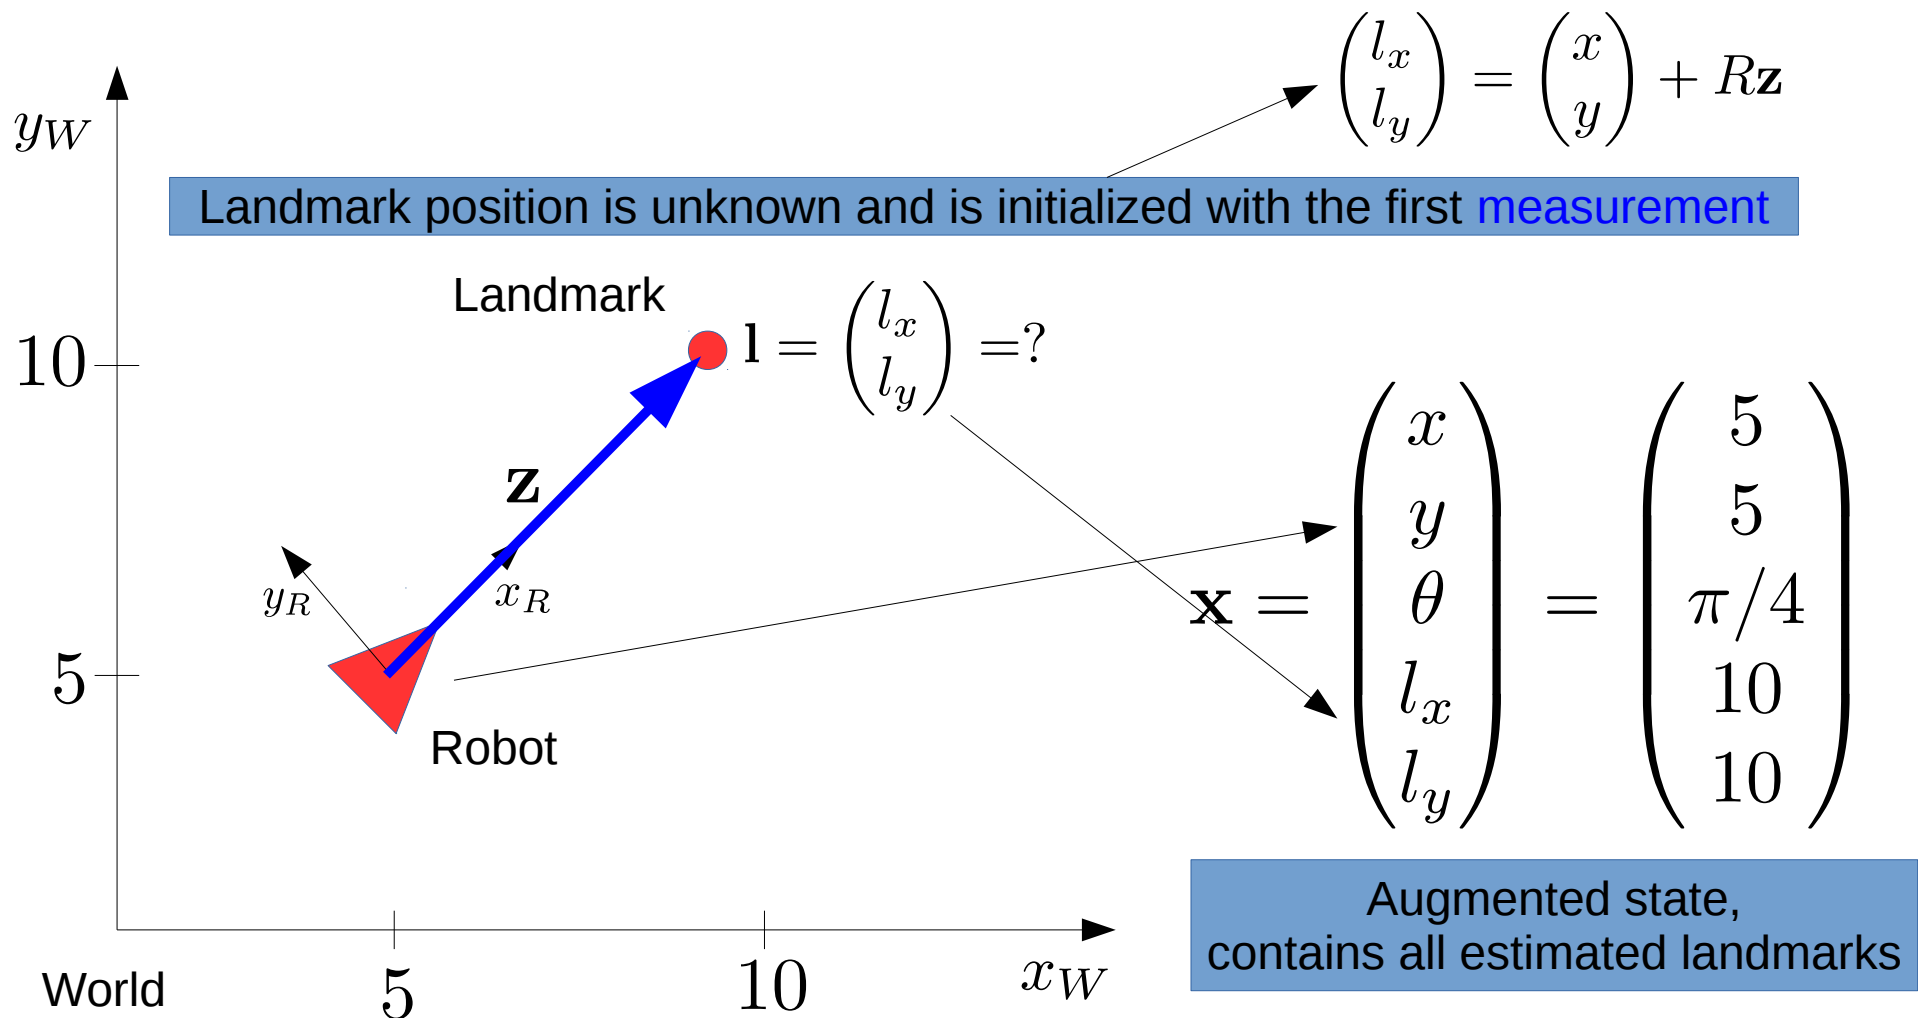 (l_x l_y) = (x y) + Rz
y_W
Landmark position is unknown and is initialized with the first measurement
Landmark
l = (l_x l_y) =?
10
z
x = (x y θ l_x l_y) = (5 5 π/4 10 10)
y_R
x_R
5
Robot
Augmented state,
contains all estimated landmarks
World
5
10
x_W